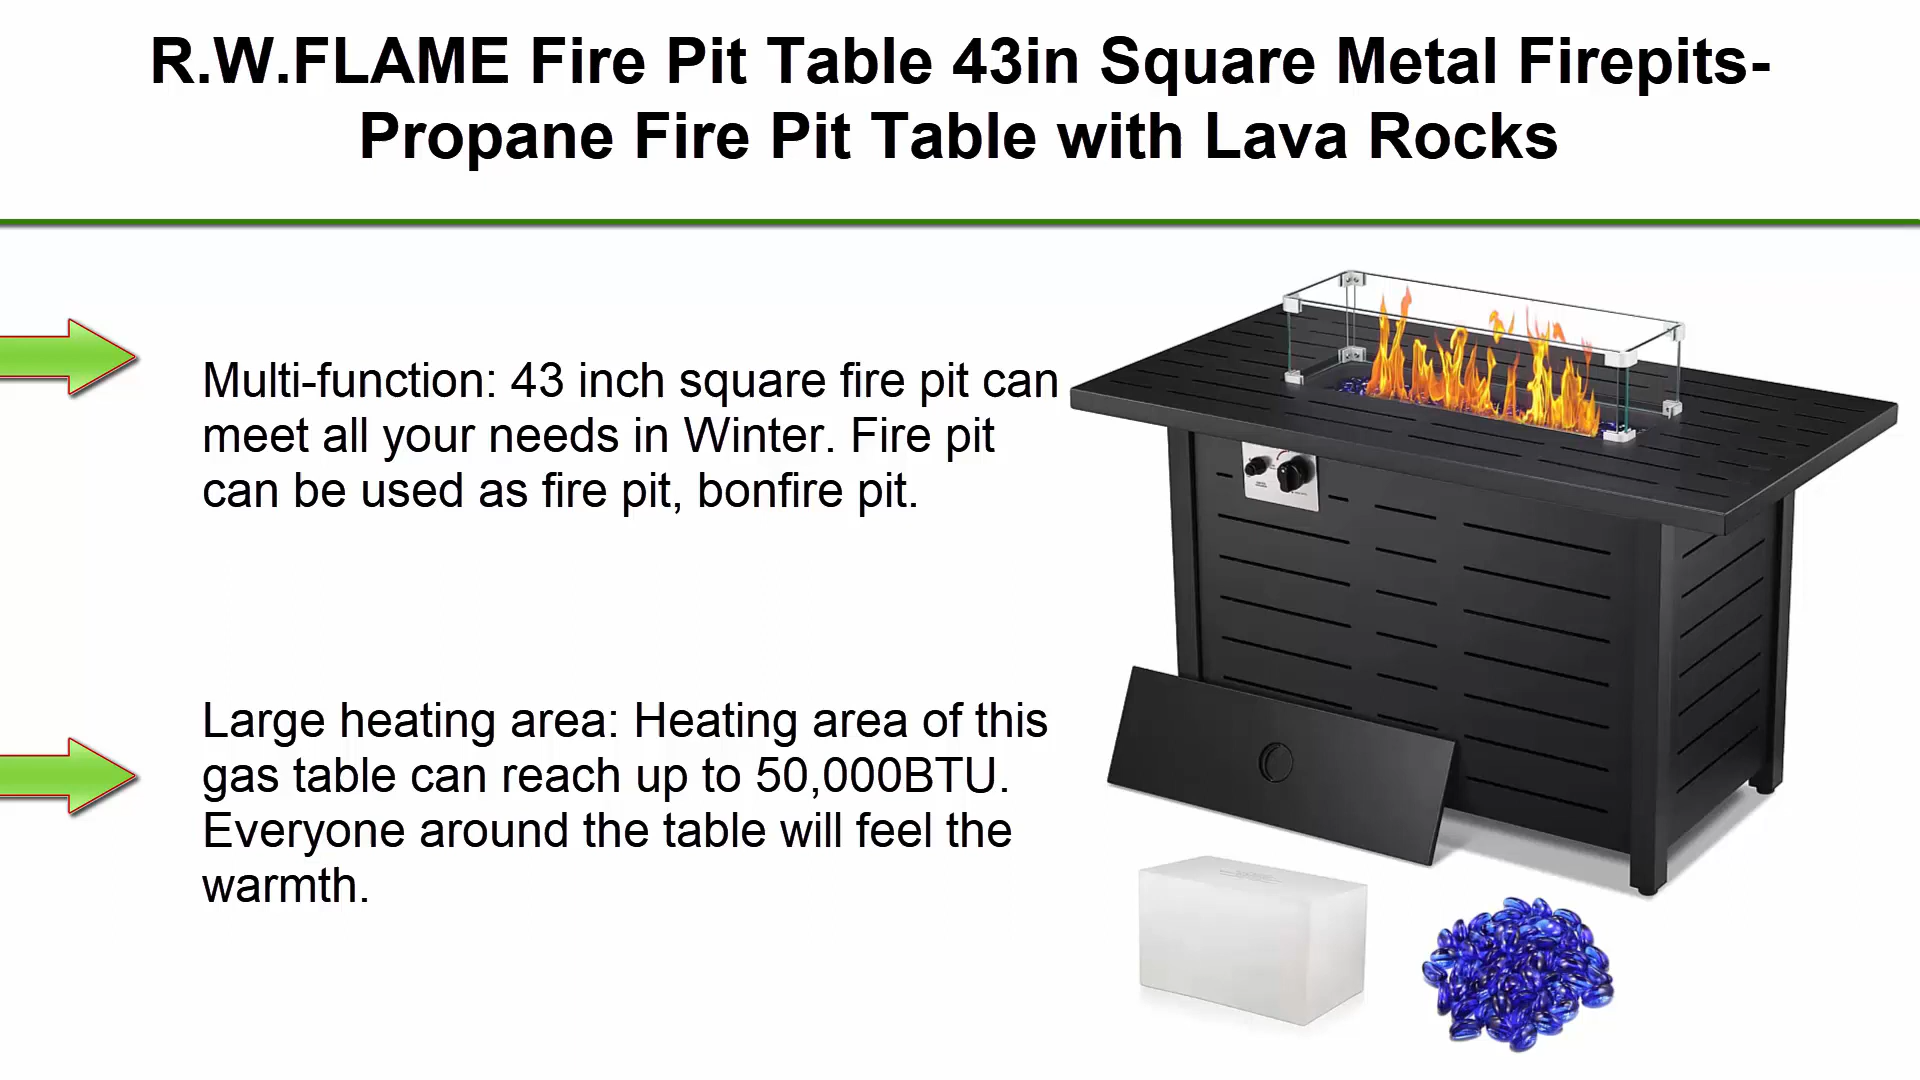 R.W.FLAME Fire Pit Table 43in Square Metal Firepits-
Propane Fire Pit Table with Lava Rocks
Multi-function: 43 inch square fire pit can
meet all your needs in Winter. Fire pit
can be used as fire pit, bonfire pit.
Large heating area: Heating area of this
gas table can reach up to 50,000BTU.
Everyone around the table will feel the
warmth.